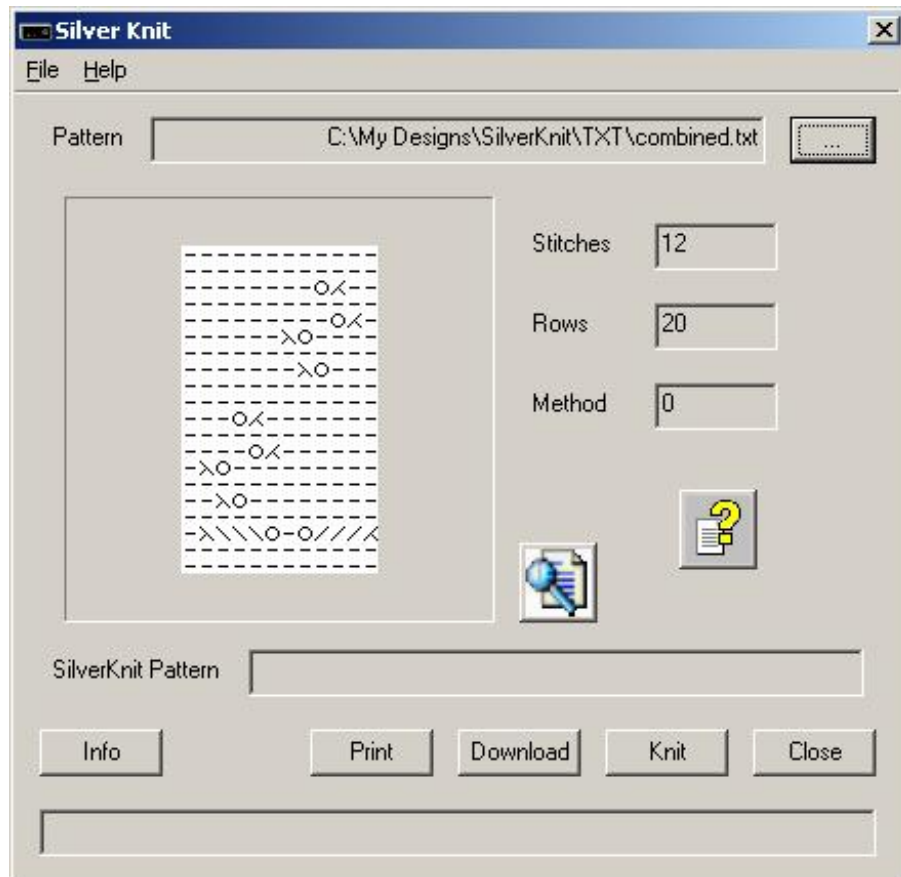 Silver Knit
File Help
Pattern C:\My Designs\SilverKnit\TXT\combined.txt ...
Stitches 12
Rows 20
Method 0
SilverKnit Pattern
Info Print Download Knit Close